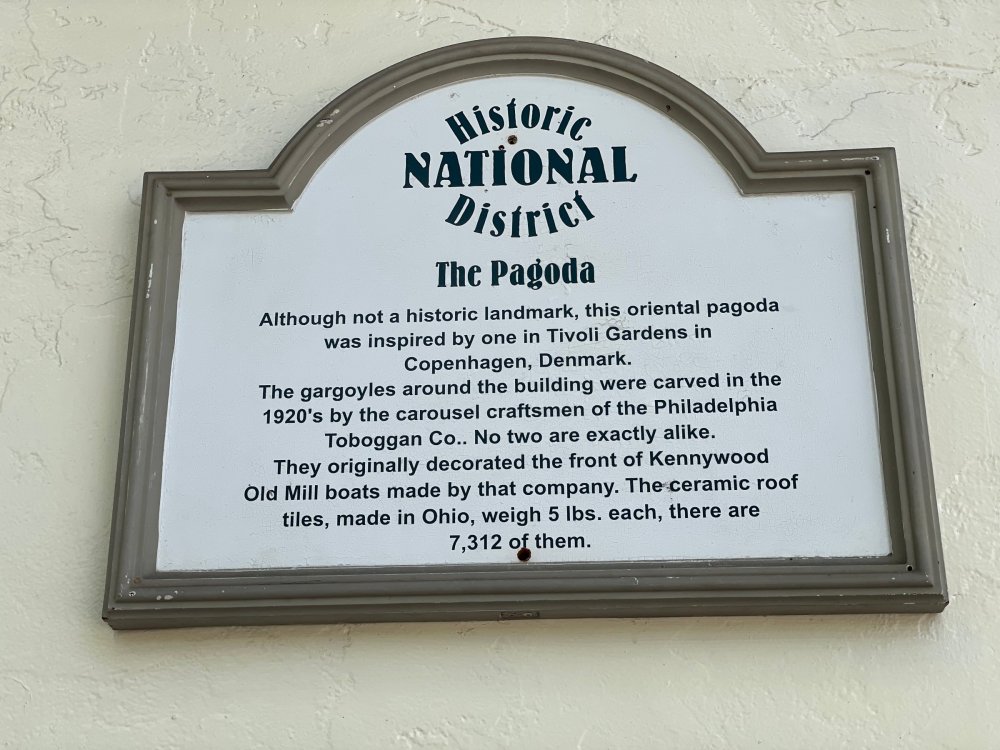 Historic
NATIONAL
District
The Pagoda
Although not a historic landmark, this oriental pagoda
was inspired by one in Tivoli Gardens in
Copenhagen, Denmark.
The gargoyles around the building were carved in the
1920's by the carousel craftsmen of the Philadelphia
Toboggan Co.. No two are exactly alike.
They originally decorated the front of Kennywood
Old Mill boats made by that company. The ceramic roof
tiles, made in Ohio, weigh 5 lbs. each, there are
7,312 of them.